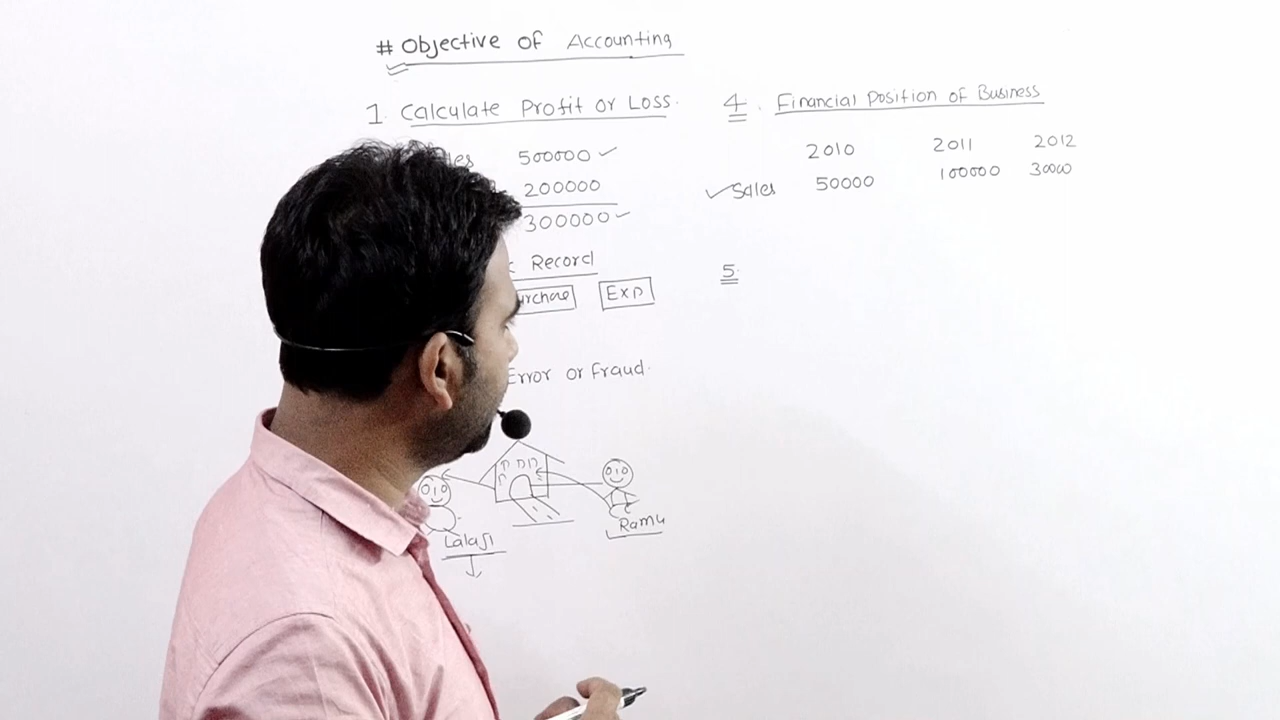 # Objective of Accounting
1. Calculate Profit or Loss.
500000
200000
300000
Record
Exp
Error or Fraud.
Lalaji
Ramu
4. Financial Position of Business
2010 2011 2012
Sales 50000 100000 30000
5.